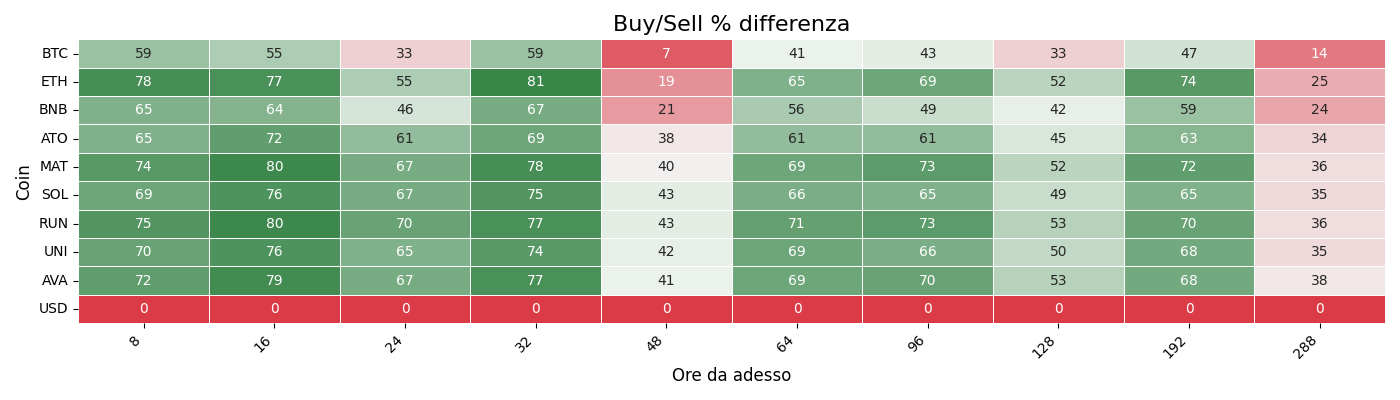 Buy/Sell % differenza
Coin
BTC 59 55 33 59 7 41 43 33 47 14
ETH 78 77 55 81 19 65 69 52 74 25
BNB 65 64 46 67 21 56 49 42 59 24
ATO 65 72 61 69 38 61 61 45 63 34
MAT 74 80 67 78 40 69 73 52 72 36
SOL 69 76 67 75 43 66 65 49 65 35
RUN 75 80 70 77 43 71 73 53 70 36
UNI 70 76 65 74 42 69 66 50 68 35
AVA 72 79 67 77 41 69 70 53 68 38
USD 0 0 0 0 0 0 0 0 0 0
8 16 24 32 48 64 96 128 192 288
Ore da adesso